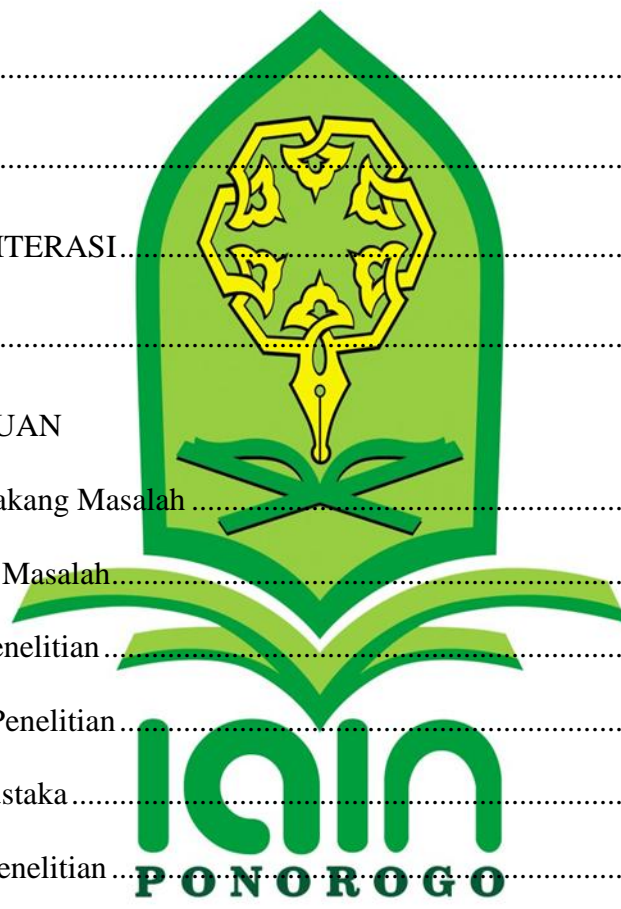 ................................................................
................................................................
ITERASI................................................................
................................................................
UAN
akang Masalah................................................................
Masalah................................................................
enelitian................................................................
Penelitian................................................................
staka................................................................
enelitian................................................................
iain
PONOROGO